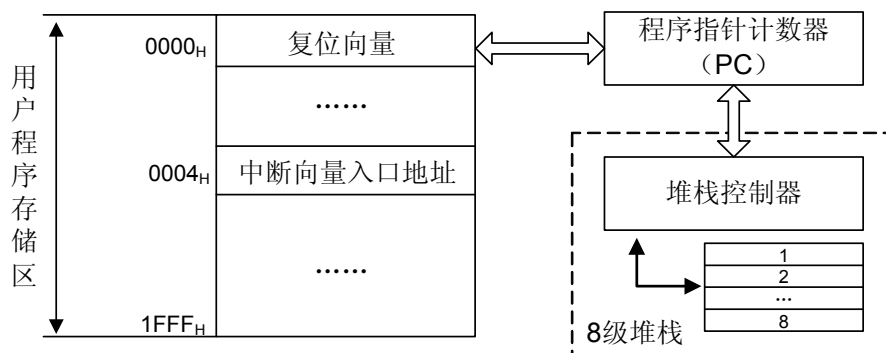 用户程序存储区
0000H
复位向量
……
0004H
中断向量入口地址
……
1FFFH
程序指针计数器
（PC）
堆栈控制器
1
2
...
8
8级堆栈